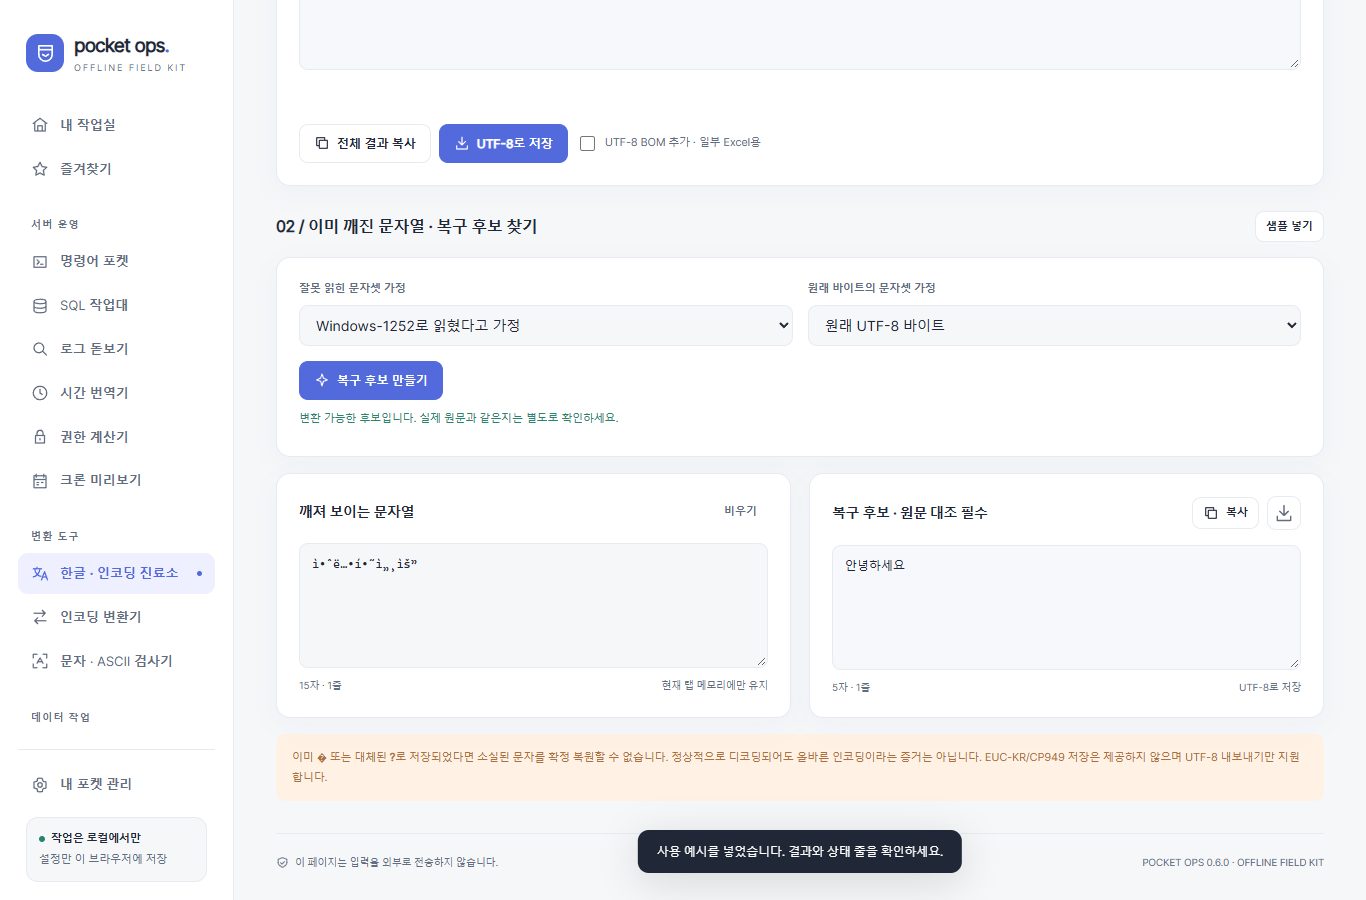 pocket ops.
OFFLINE FIELD KIT
내 작업실
즐겨찾기
서버 운영
명령어 포켓
SQL 작업대
로그 돋보기
시간 번역기
권한 계산기
크론 미리보기
변환 도구
한글 · 인코딩 진료소
인코딩 변환기
문자 · ASCII 검사기
데이터 작업
내 포켓 관리
작업은 로컬에서만
설정만 이 브라우저에 저장
전체 결과 복사
UTF-8로 저장
UTF-8 BOM 추가 · 일부 Excel용
02 / 이미 깨진 문자열 · 복구 후보 찾기
샘플 넣기
잘못 읽힌 문자셋 가정
원래 바이트의 문자셋 가정
Windows-1252로 읽혔다고 가정
원래 UTF-8 바이트
복구 후보 만들기
변환 가능한 후보입니다. 실제 원문과 같은지는 별도로 확인하세요.
깨져 보이는 문자열
비우기
ì•ˆë…•í•˜ì„¸ìš”
15자 · 1줄
현재 탭 메모리에만 유지
복구 후보 · 원문 대조 필수
복사
안녕하세요
5자 · 1줄
UTF-8로 저장
이미 � 또는 대체된 ?로 저장되었다면 소실된 문자를 확정 복원할 수 없습니다. 정상적으로 디코딩되어도 올바른 인코딩이라는 증거는 아닙니다. EUC-KR/CP949 저장은 제공하지 않으며 UTF-8 내보내기만 지원
합니다.
이 페이지는 입력을 외부로 전송하지 않습니다.
사용 예시를 넣었습니다. 결과와 상태 줄을 확인하세요.
POCKET OPS 0.6.0 · OFFLINE FIELD KIT